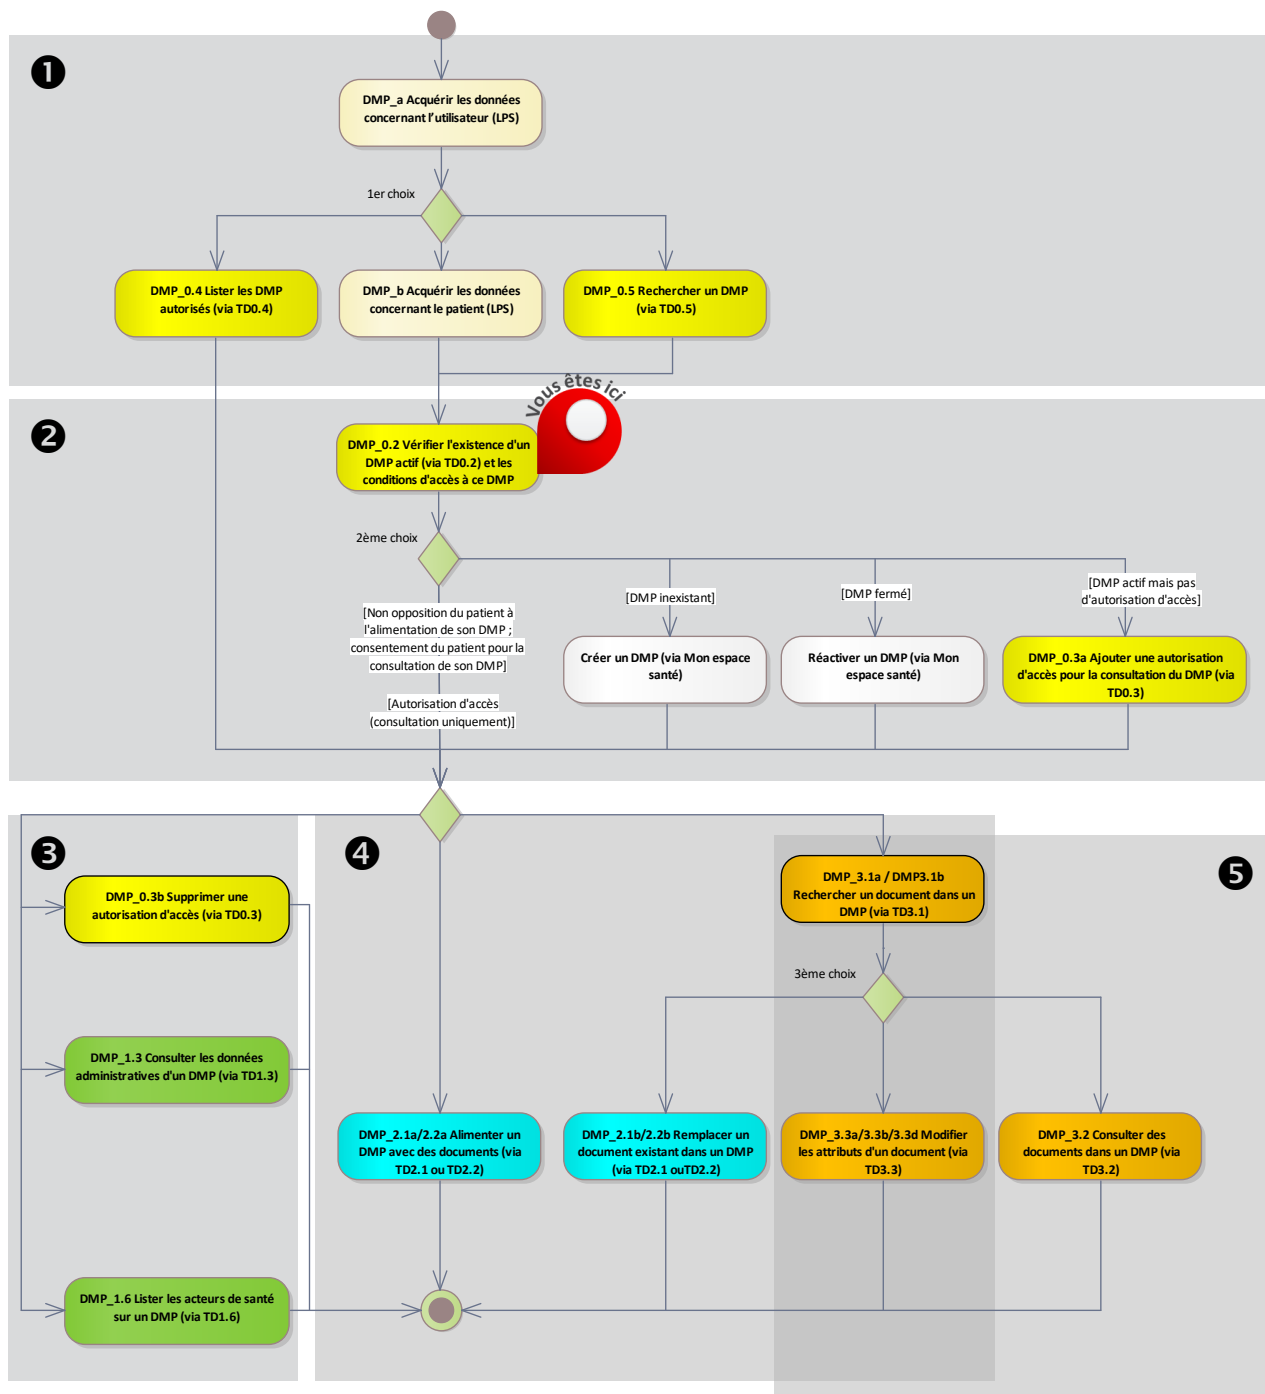 ❶
DMP_a Acquérir les données
concernant l'utilisateur (LPS)
1er choix
DMP_0.4 Lister les DMP
autorisés (via TD0.4)
DMP_b Acquérir les données
concernant le patient (LPS)
DMP_0.5 Rechercher un DMP
(via TD0.5)
Vous êtes ici
❷
DMP_0.2 Vérifier l'existence d'un
DMP actif (via TD0.2) et les
conditions d'accès à ce DMP
2ème choix
[Non opposition du patient à
l'alimentation de son DMP ;
consentement du patient pour la
consultation de son DMP]
[Autorisation d'accès
(consultation uniquement)]
[DMP inexistant]
[DMP fermé]
[DMP actif mais pas
d'autorisation d'accès]
Créer un DMP (via Mon espace
santé)
Réactiver un DMP (via Mon
espace santé)
DMP_0.3a Ajouter une autorisation
d'accès pour la consultation du DMP (via
TD0.3)
❸
DMP_0.3b Supprimer une
autorisation d'accès (via TD0.3)
DMP_1.3 Consulter les données
administratives d'un DMP (via TD1.3)
DMP_1.6 Lister les acteurs de santé
sur un DMP (via TD1.6)
❹
❺
DMP_3.1a / DMP3.1b
Rechercher un document dans un
DMP (via TD3.1)
3ème choix
DMP_2.1a/2.2a Alimenter un
DMP avec des documents (via
TD2.1 ou TD2.2)
DMP_2.1b/2.2b Remplacer un
document existant dans un DMP
(via TD2.1 ouTD2.2)
DMP_3.3a/3.3b/3.3d Modifier
les attributs d'un document (via
TD3.3)
DMP_3.2 Consulter des
documents dans un DMP (via
TD3.2)